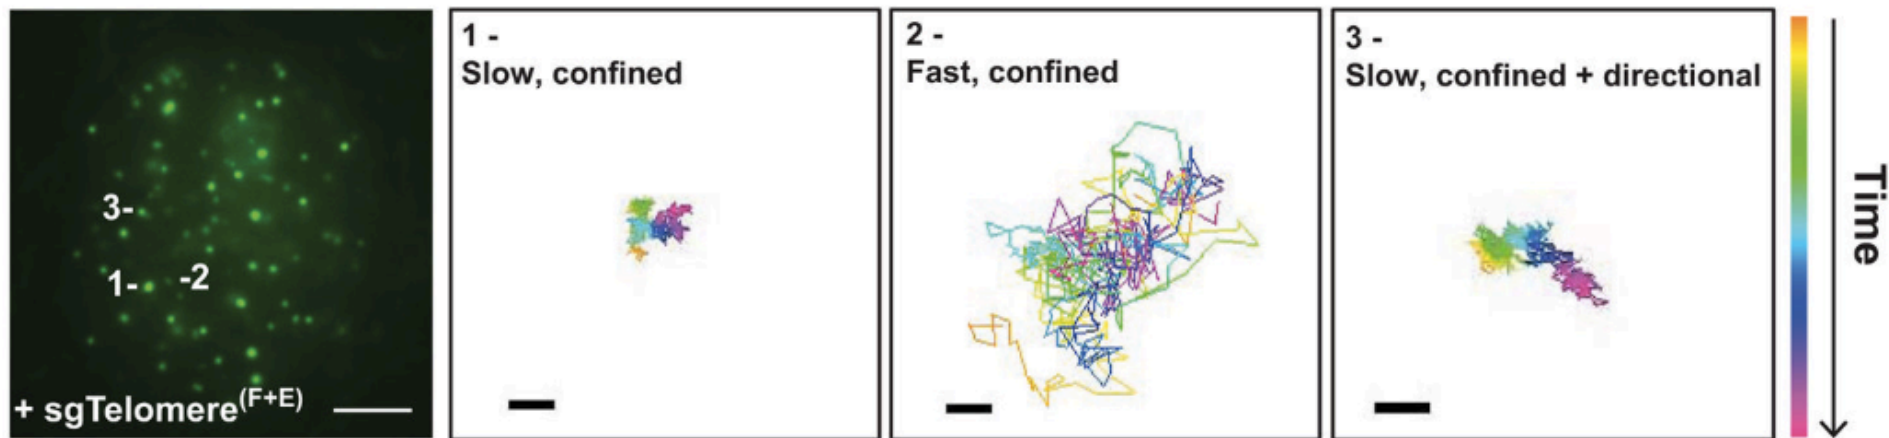 3-
1-
-2
+ sgTelomere(F+E)
1 -
Slow, confined
2 -
Fast, confined
3 -
Slow, confined + directional
Time